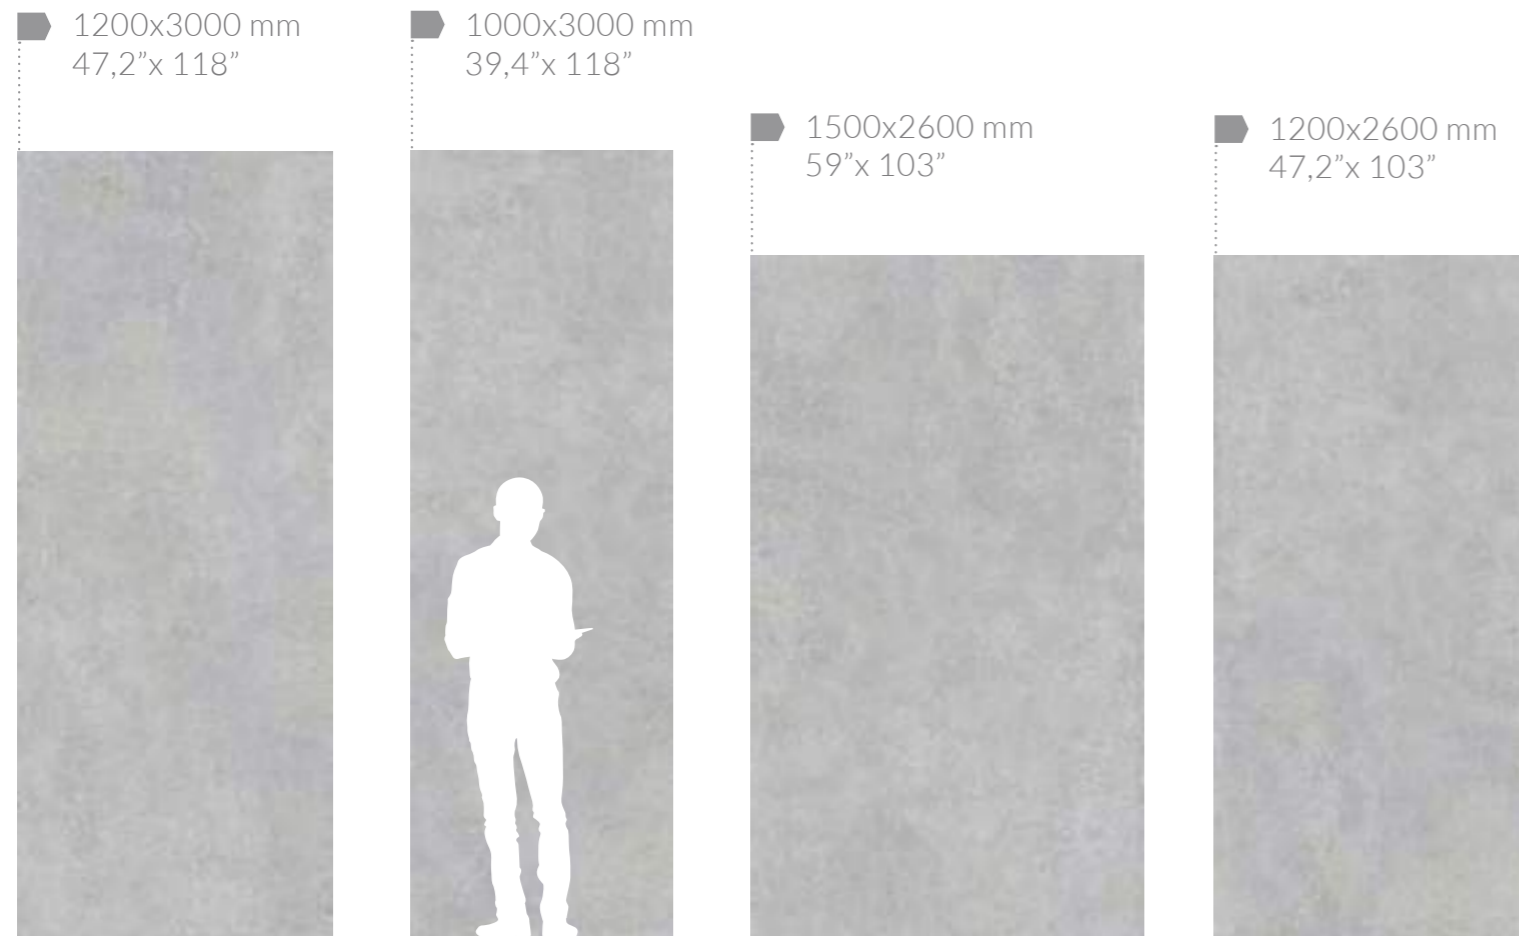 1200x3000 mm
47,2”x 118”
1000x3000 mm
39,4”x 118”
1500x2600 mm
59”x 103”
1200x2600 mm
47,2”x 103”